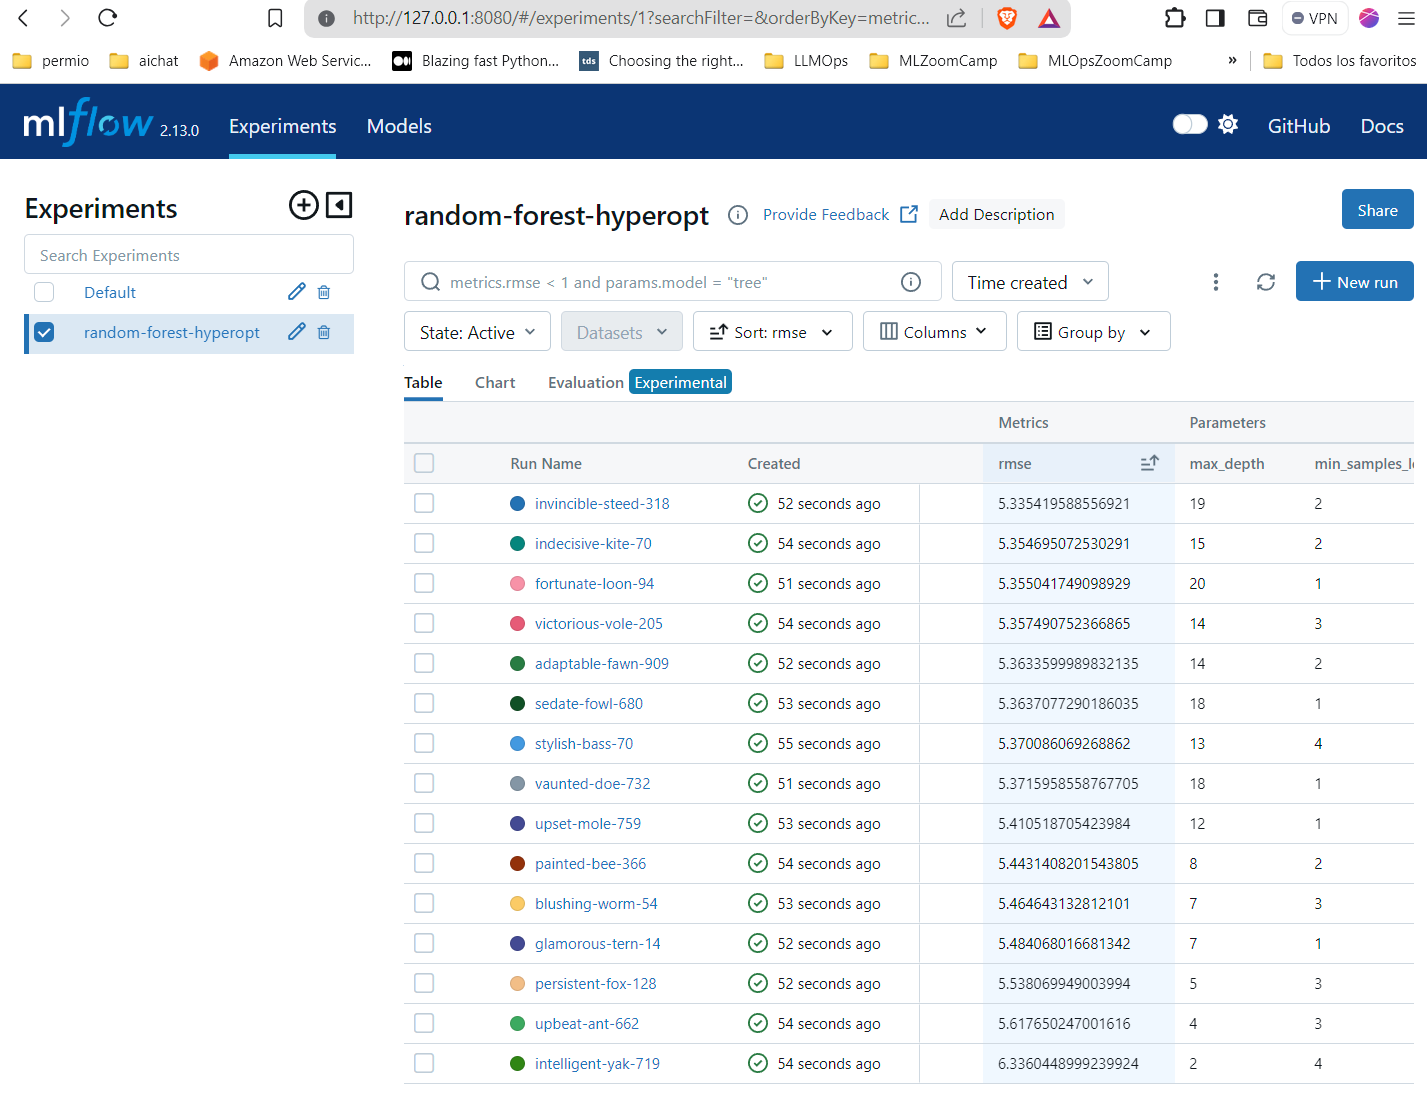 http://127.0.0.1:8080/#/experiments/1?searchFilter=&orderByKey=metric... VPN
permio aichat Amazon Web Servic... Blazing fast Python... tds Choosing the right... LLMOps MLZoomCamp MLOpsZoomCamp » Todos los favoritos
mlflow 2.13.0 Experiments Models GitHub Docs
Experiments
Search Experiments
Default
random-forest-hyperopt
random-forest-hyperopt Provide Feedback Add Description Share
metrics.rmse < 1 and params.model = "tree" Time created New run
State: Active Datasets Sort: rmse Columns Group by
Table Chart Evaluation Experimental
Metrics Parameters
Run Name Created rmse max_depth min_samples_l
invincible-steed-318 52 seconds ago 5.335419588556921 19 2
indecisive-kite-70 54 seconds ago 5.354695072530291 15 2
fortunate-loon-94 51 seconds ago 5.355041749098929 20 1
victorious-vole-205 54 seconds ago 5.357490752366865 14 3
adaptable-fawn-909 52 seconds ago 5.3633599989832135 14 2
sedate-fowl-680 53 seconds ago 5.3637077290186035 18 1
stylish-bass-70 55 seconds ago 5.370086069268862 13 4
vaunted-doe-732 51 seconds ago 5.3715958558767705 18 1
upset-mole-759 53 seconds ago 5.410518705423984 12 1
painted-bee-366 54 seconds ago 5.4431408201543805 8 2
blushing-worm-54 53 seconds ago 5.464643132812101 7 3
glamorous-tern-14 52 seconds ago 5.484068016681342 7 1
persistent-fox-128 52 seconds ago 5.538069949003994 5 3
upbeat-ant-662 54 seconds ago 5.617650247001616 4 3
intelligent-yak-719 54 seconds ago 6.3360448999239924 2 4